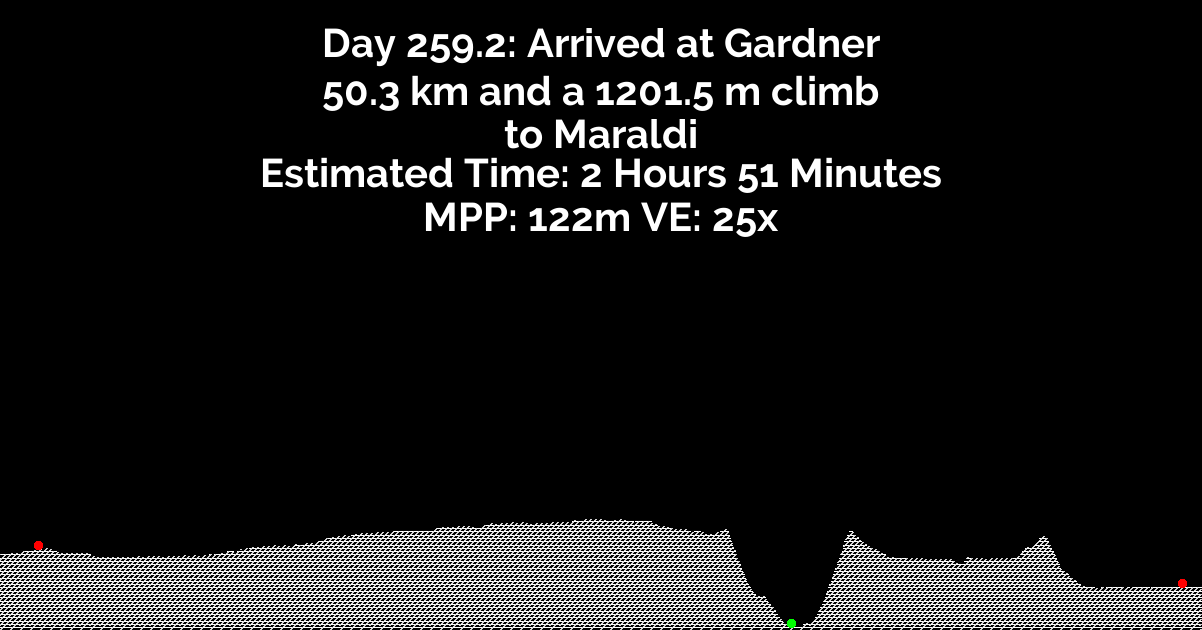 Day 259.2: Arrived at Gardner
50.3 km and a 1201.5 m climb
to Maraldi
Estimated Time: 2 Hours 51 Minutes
MPP: 122m VE: 25x